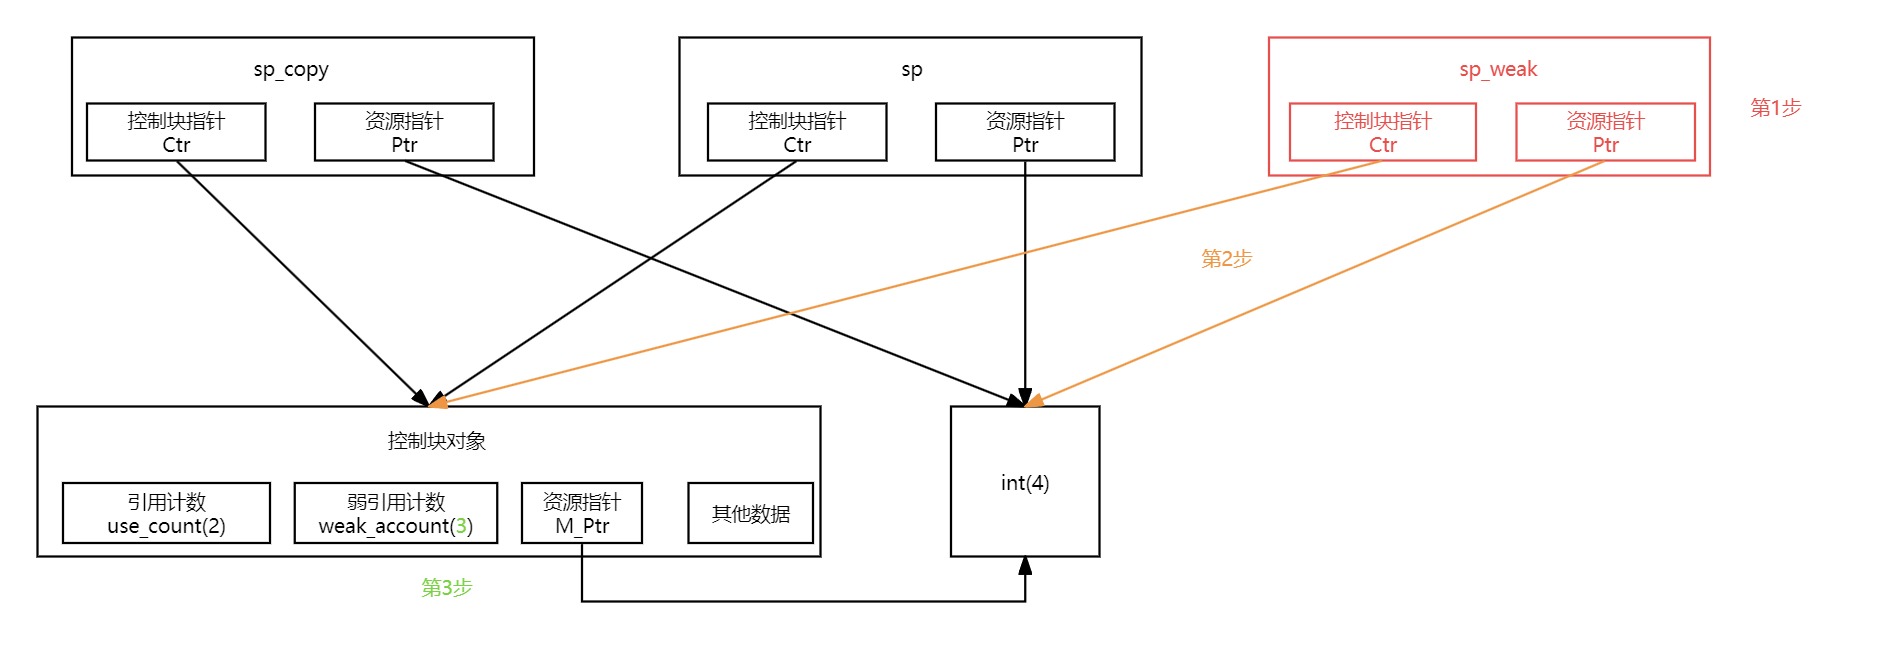 sp_copy
控制块指针
Ctr
资源指针
Ptr
sp
控制块指针
Ctr
资源指针
Ptr
sp_weak
控制块指针
Ctr
资源指针
Ptr
第1步
第2步
控制块对象
引用计数
use_count(2)
弱引用计数
weak_account(3)
资源指针
M_Ptr
其他数据
int(4)
第3步